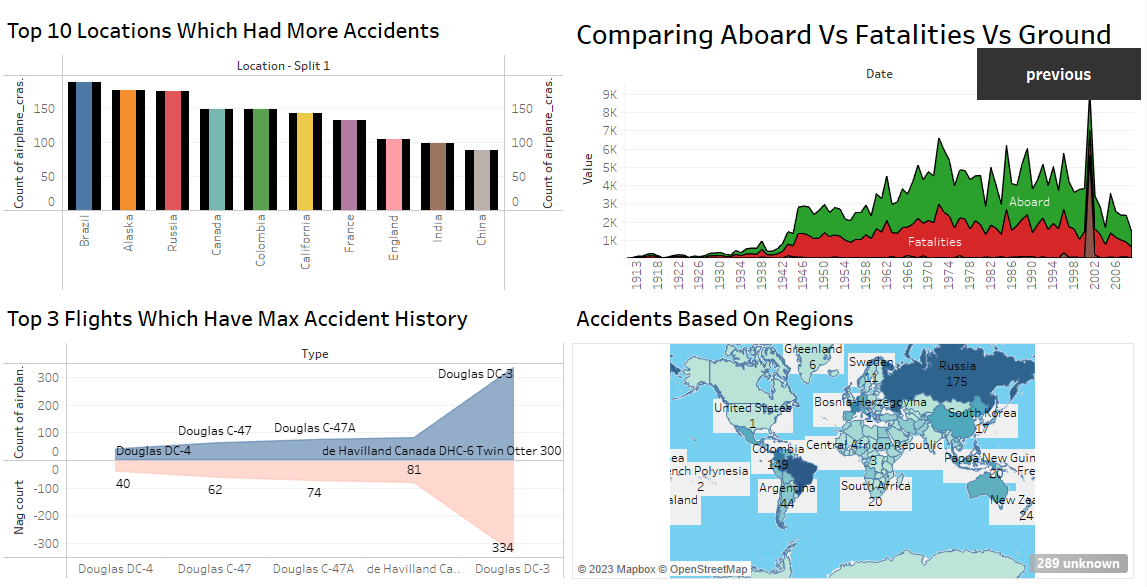 Top 10 Locations Which Had More Accidents
Location - Split 1
Count of airplane_cras.
150
100
50
0
150
100
50
0
Count of airplane_cras.
Brazil
Alaska
Russia
Canada
Colombia
California
France
England
India
China
Comparing Aboard Vs Fatalities Vs Ground
Date
previous
Value
9K
8K
7K
6K
5K
4K
3K
2K
1K
Aboard
Fatalities
1913
1918
1922
1926
1930
1934
1938
1942
1946
1950
1954
1958
1962
1966
1970
1974
1978
1982
1986
1990
1994
1998
2002
2006
Top 3 Flights Which Have Max Accident History
Type
Count of airplan.
300
200
100
0
Nag court
0
-100
-200
-300
Douglas DC-4
Douglas C-47
Douglas C-47A
de Havilland Canada DHC-6 Twin Otter 300
Douglas DC-3
40
62
74
81
334
Douglas DC-4
Douglas C-47
Douglas C-47A
de Havilland Ca..
Douglas DC-3
Accidents Based On Regions
Greenland
6
Sweden
11
Russia
175
Bosnia-Herzegovina
United States
1
South Korea
17
Colombia
149
Central African Republic
3
Papua New Guin
20
ea
ench Polynesia
2
Fre
Argentina
44
South Africa
20
aland
New Zea
24
© 2023 Mapbox © OpenStreetMap
289 unknown